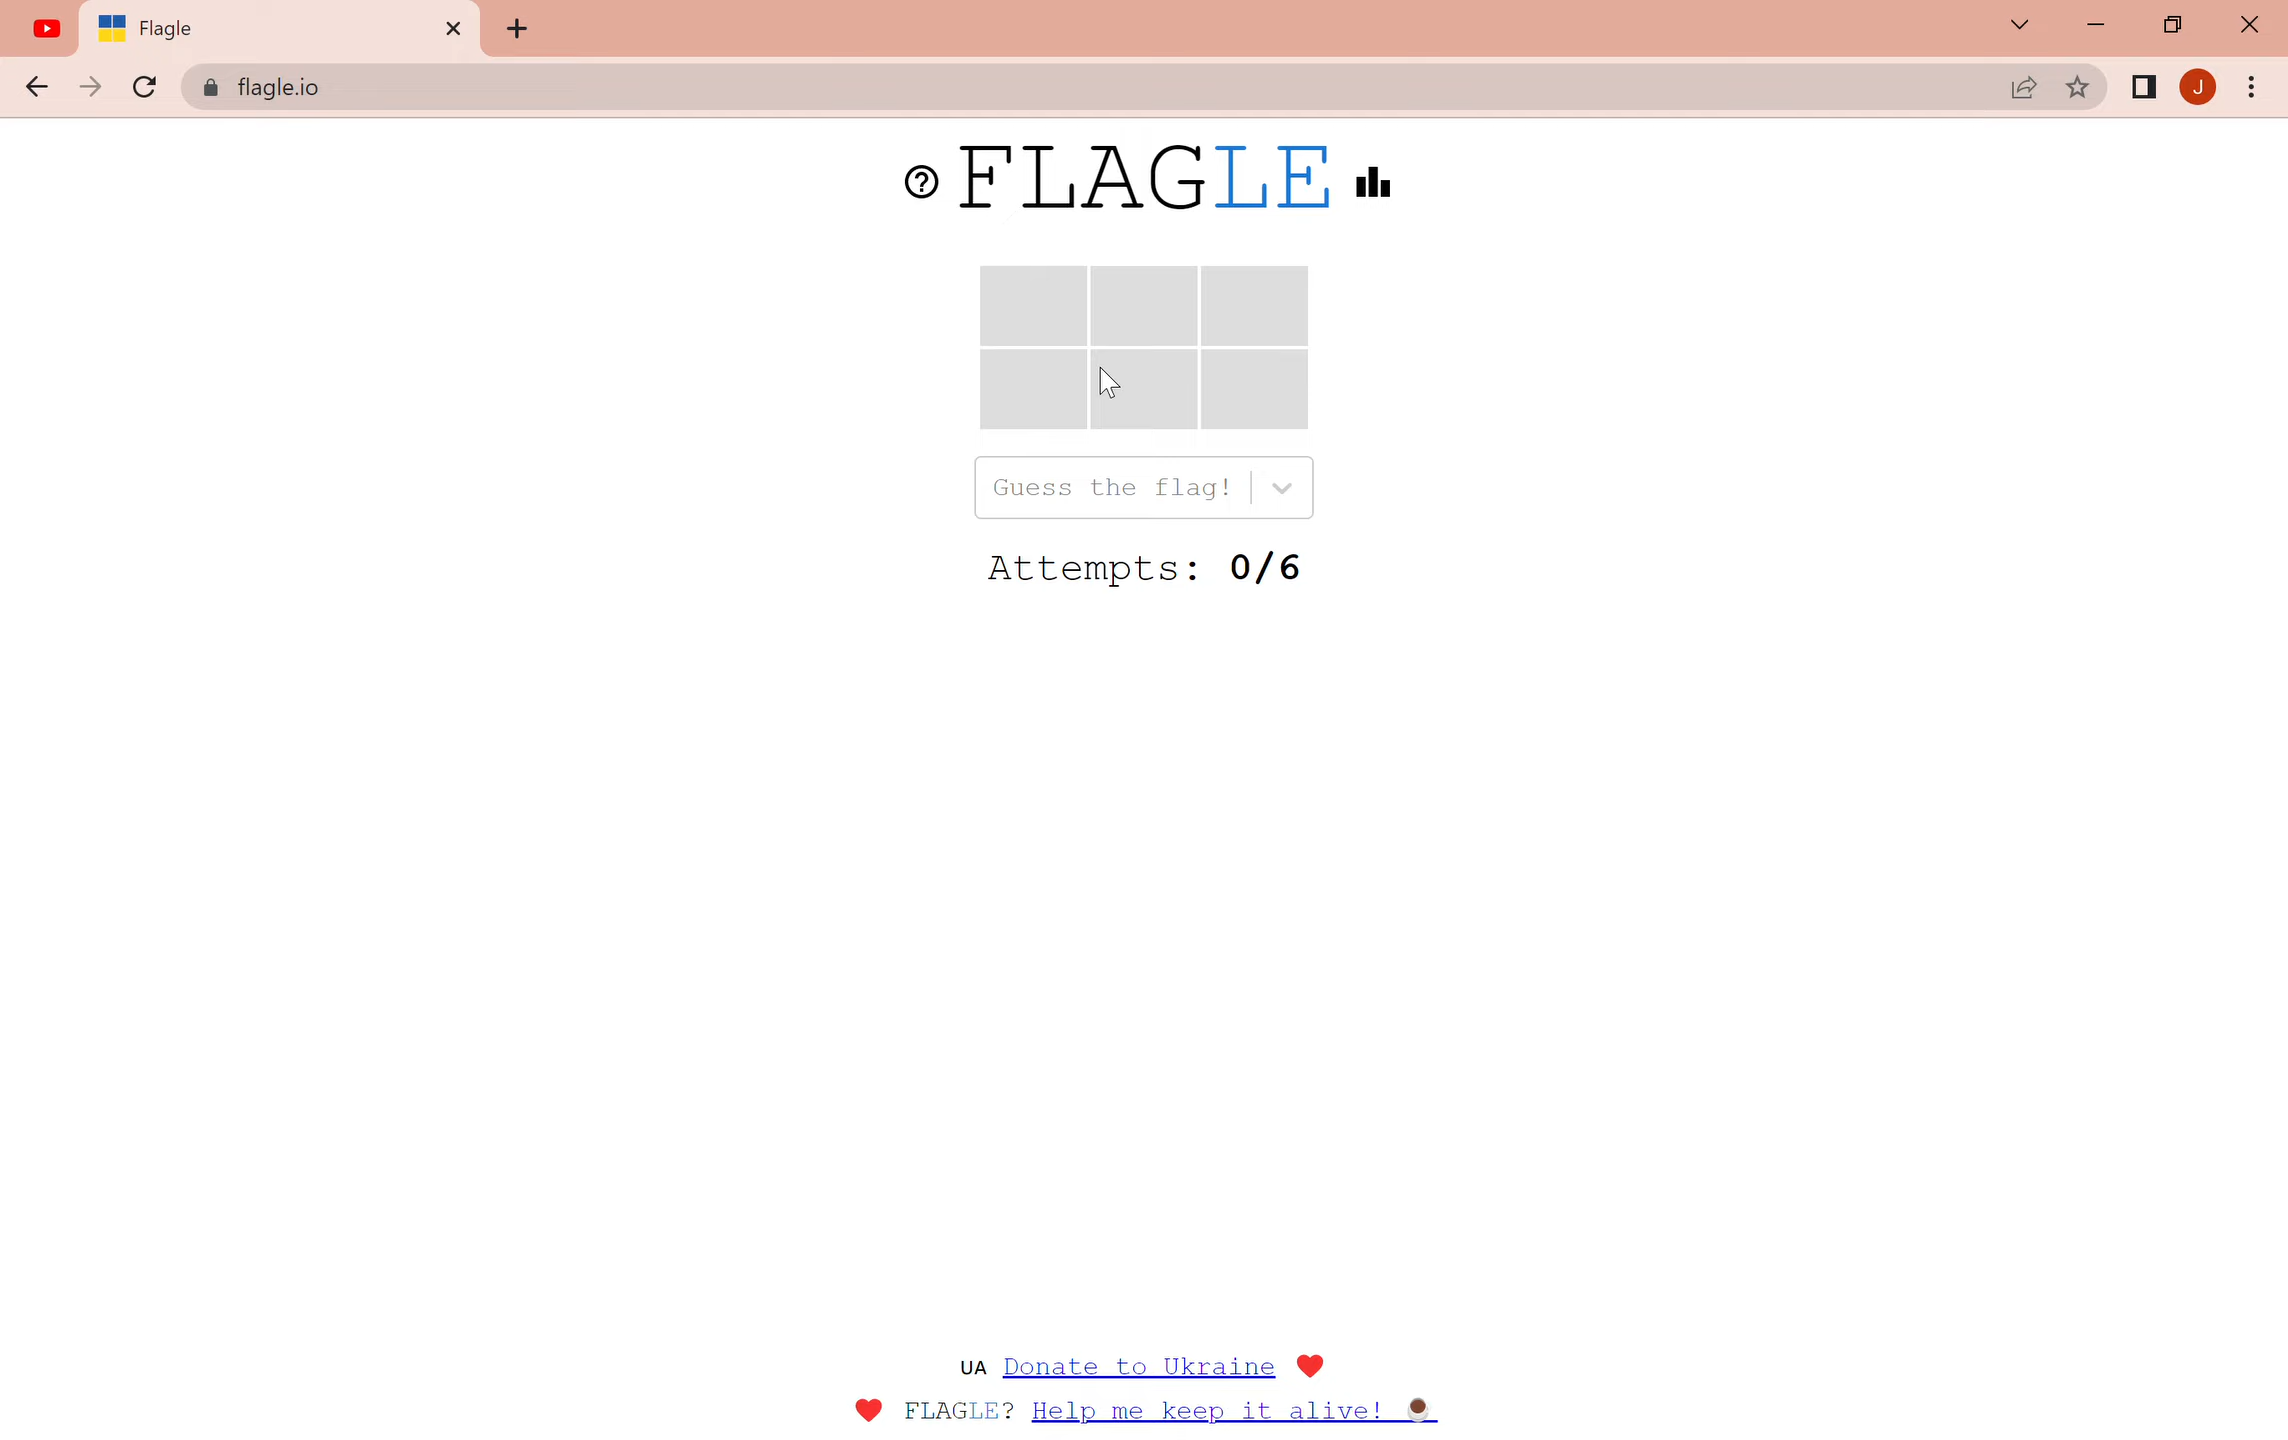 Flagle
flagle.io
J
FLAGLE
Guess the flag!
Attempts: 0/6
UA Donate to Ukraine
FLAGLE? Help me keep it alive!